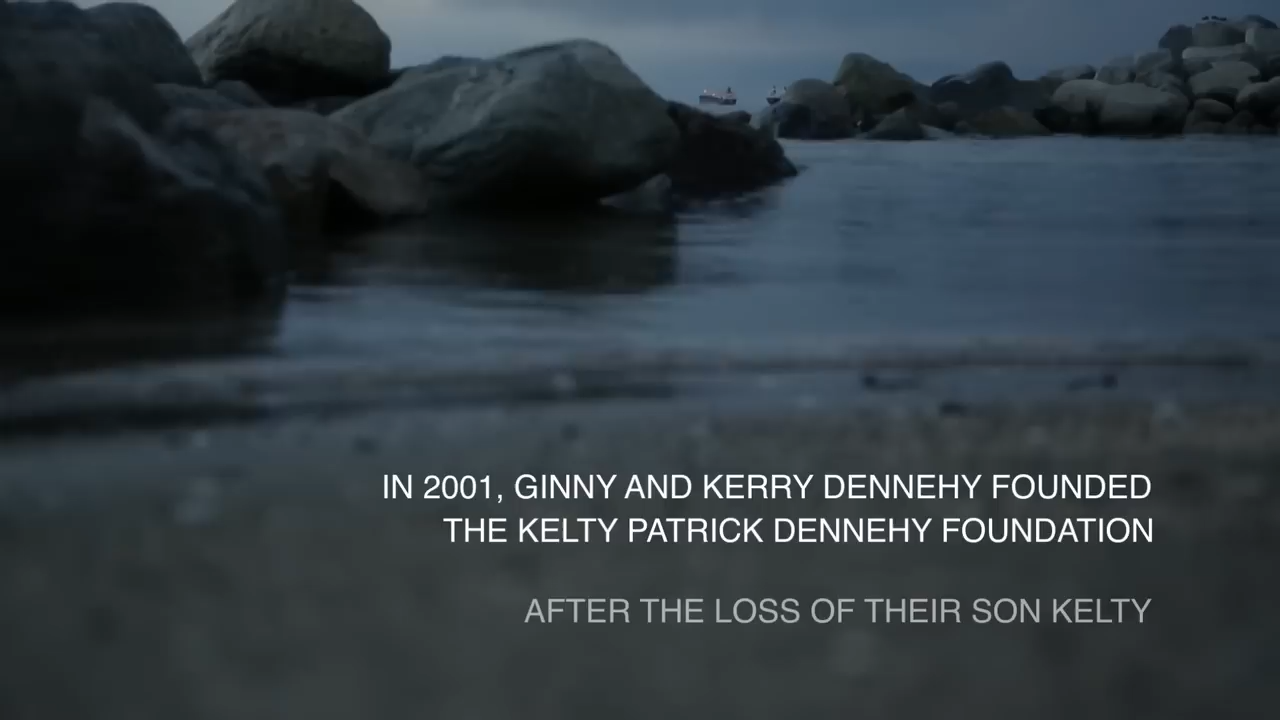 IN 2001, GINNY AND KERRY DENNEHY FOUNDED
THE KELTY PATRICK DENNEHY FOUNDATION
AFTER THE LOSS OF THEIR SON KELTY